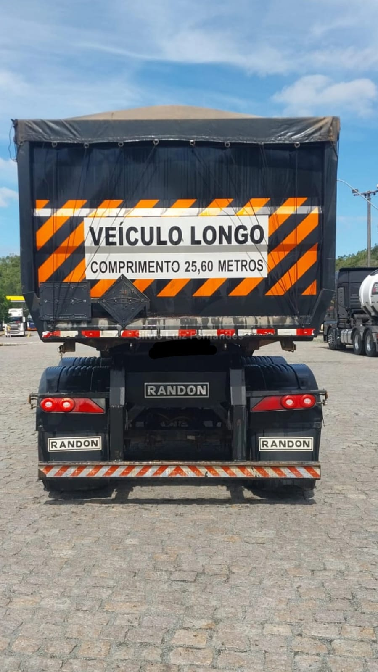 VEÍCULO LONGO
COMPRIMENTO 25,60 METROS
RANDON
RANDON
RANDON